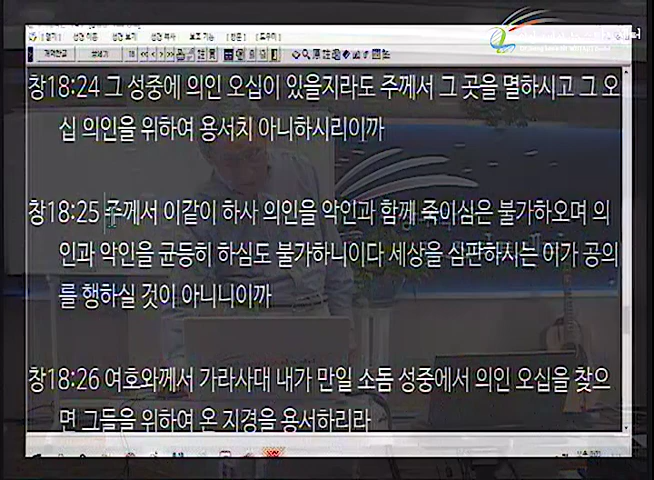 창18:24 그 성중에 의인 오십이 있을지라도 주께서 그 곳을 멸하시고 그 오
십 의인을 위하여 용서치 아니하시리이까
창18:25 주께서 이같이 하사 의인을 악인과 함께 죽이심은 불가하오며 의
인과 악인을 균등히 하심도 불가하니이다 세상을 심판하시는 이가 공의
를 행하실 것이 아니니이까
창18:26 여호와께서 가라사대 내가 만일 소돔 성중에서 의인 오십을 찾으
면 그들을 위하여 온 지경을 용서하리라